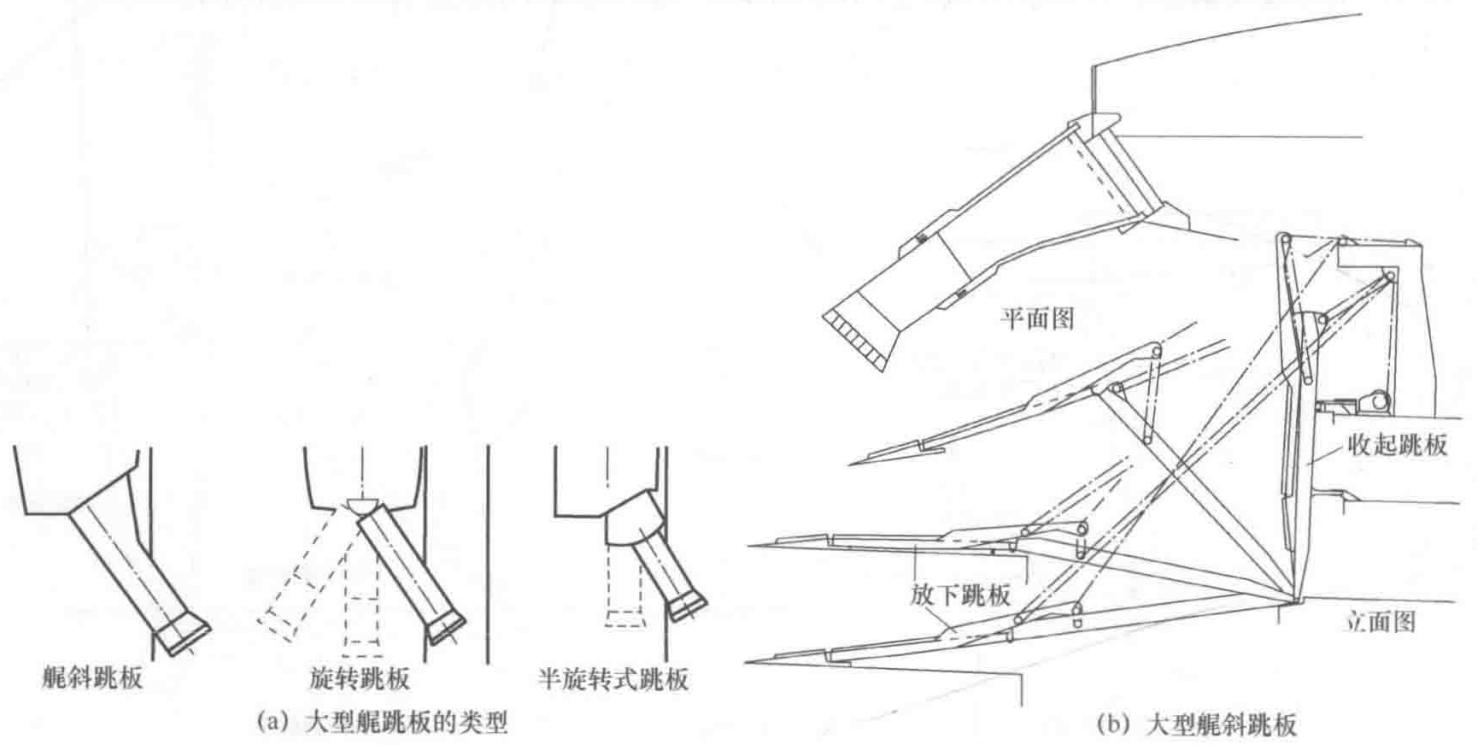 平面图
收起跳板
放下跳板
立面图
艉斜跳板
旋转跳板
半旋转式跳板
(a) 大型艉跳板的类型
(b) 大型艉斜跳板